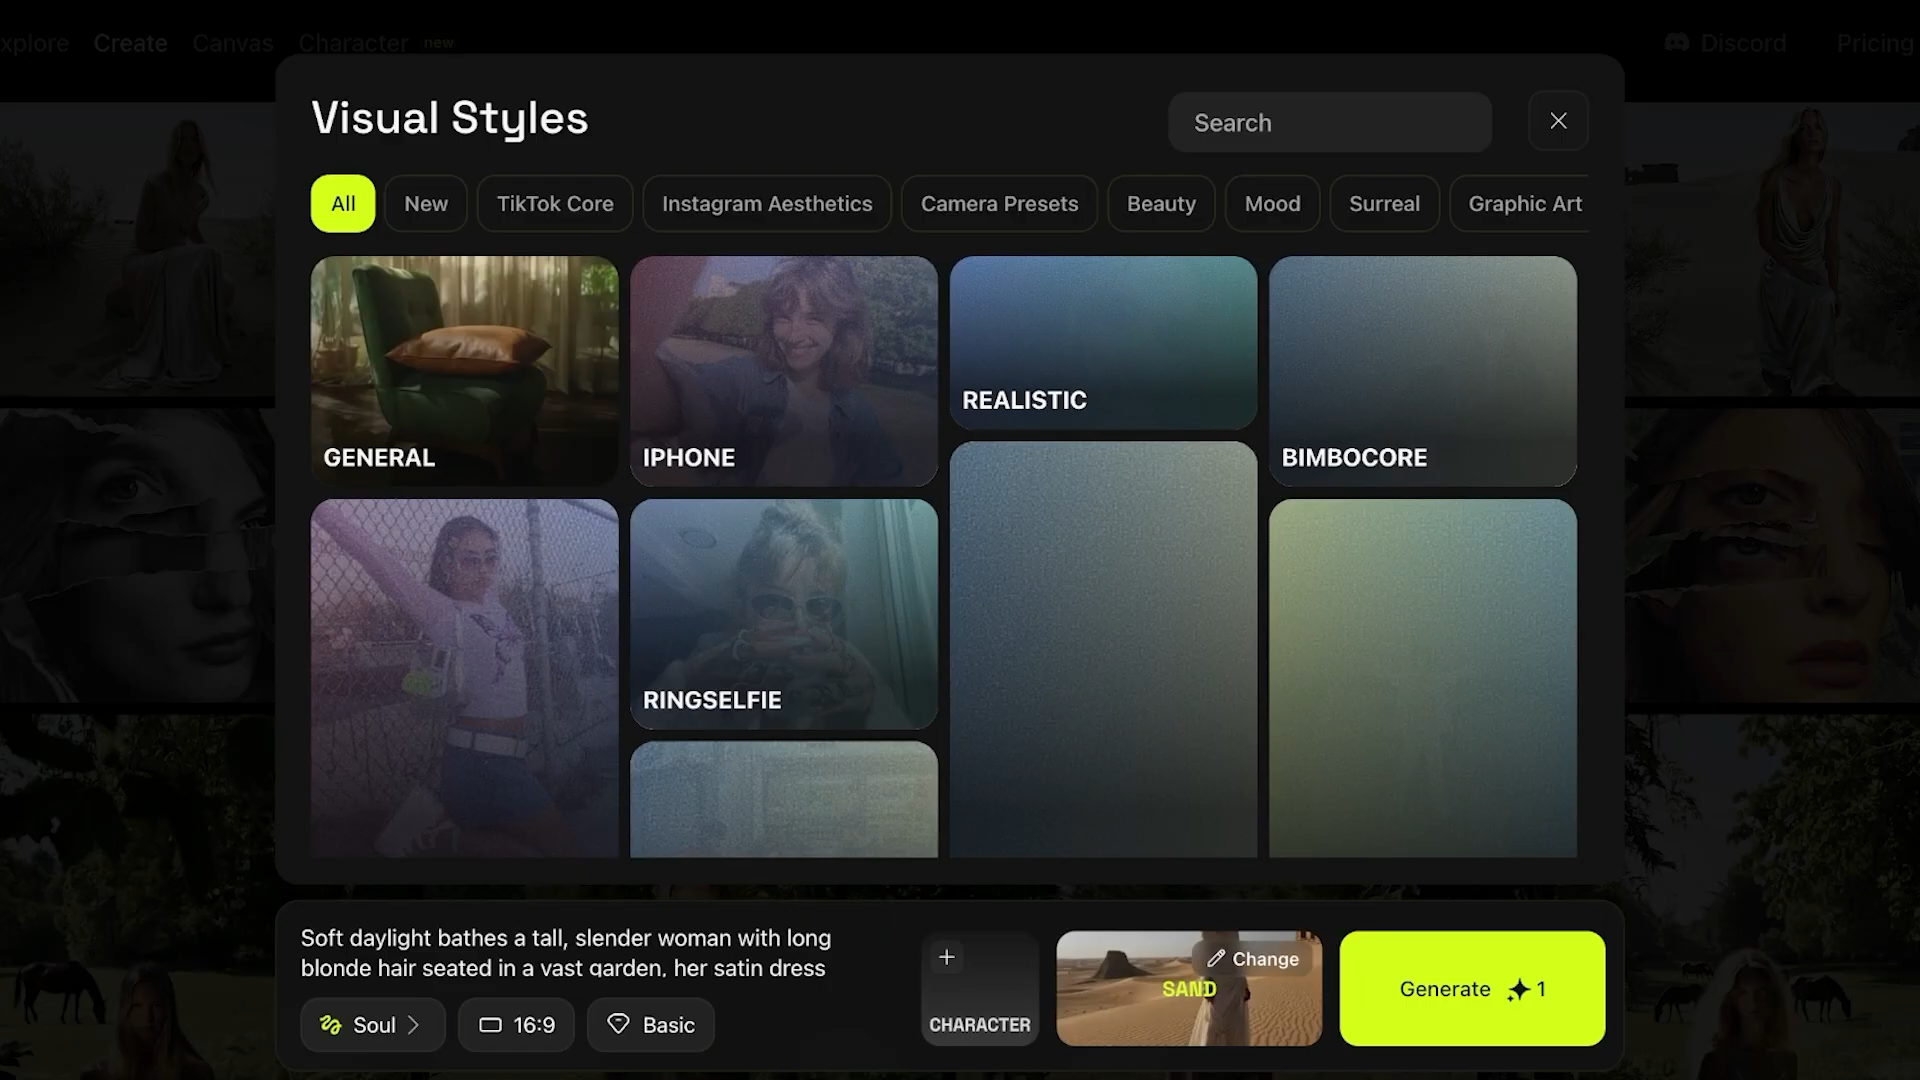 xplore Create Canvas Character new Discord Pricing
Visual Styles
Search
All New TikTok Core Instagram Aesthetics Camera Presets Beauty Mood Surreal Graphic Art
GENERAL
IPHONE
REALISTIC
BIMBOCORE
RINGSELFIE
Soft daylight bathes a tall, slender woman with long
blonde hair seated in a vast garden, her satin dress
Soul
16:9
Basic
CHARACTER
Change
SAND
Generate 1